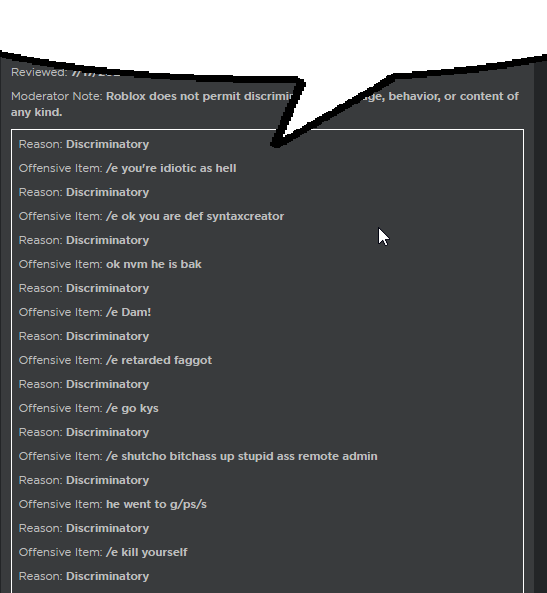 Reviewed:
Moderator Note: Roblox does not permit behavior, or content of
any kind.
Reason: Discriminatory
Offensive Item: /e you're idiotic as hell
Reason: Discriminatory
Offensive Item: /e ok you are def syntaxcreator
Reason: Discriminatory
Offensive Item: ok nvm he is bak
Reason: Discriminatory
Offensive Item: /e Dam!
Reason: Discriminatory
Offensive Item: /e retarded faggot
Reason: Discriminatory
Offensive Item: /e go kys
Reason: Discriminatory
Offensive Item: /e shutcho bitchass up stupid ass remote admin
Reason: Discriminatory
Offensive Item: he went to g/ps/s
Reason: Discriminatory
Offensive Item: /e kill yourself
Reason: Discriminatory